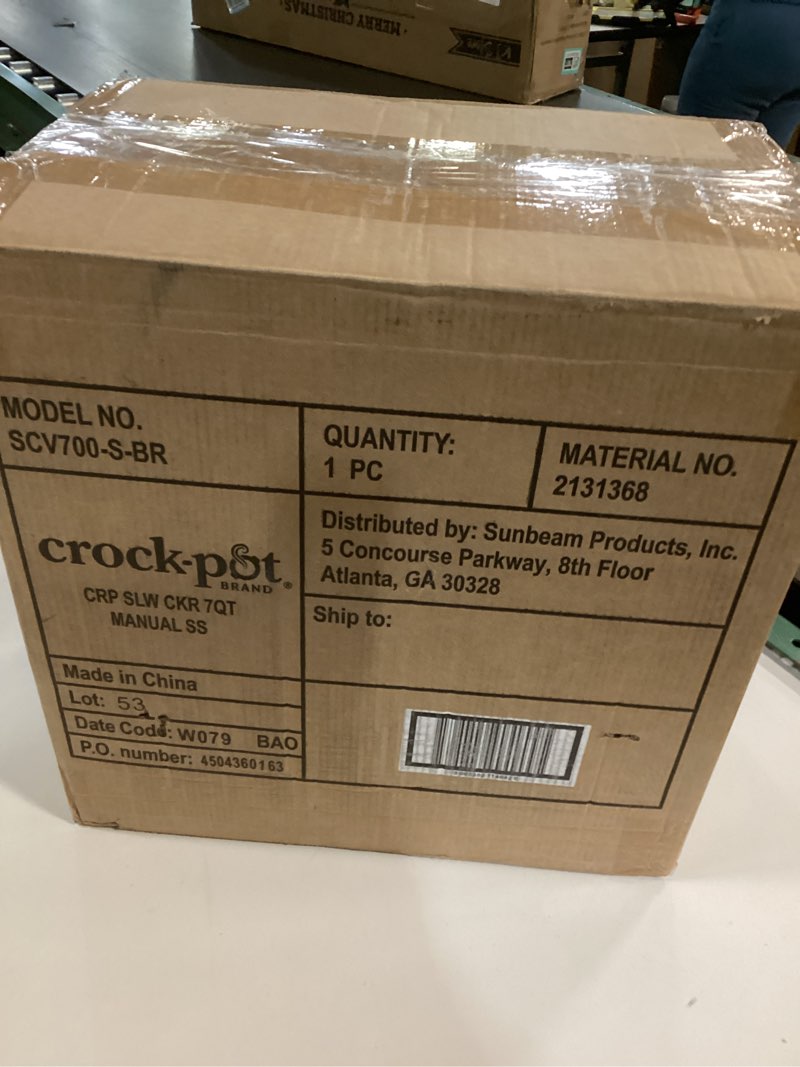 MERRY CHRISTMAS
MODEL NO.
SCV700-S-BR
QUANTITY:
1 PC
MATERIAL NO.
2131368
crock-pot®
BRAND
CRP SLW CKR 7QT
MANUAL SS
Distributed by: Sunbeam Products, Inc.
5 Concourse Parkway, 8th Floor
Atlanta, GA 30328
Ship to:
Made in China
Lot: 53
Date Code: W079 BAO
P.O. number: 4504360163